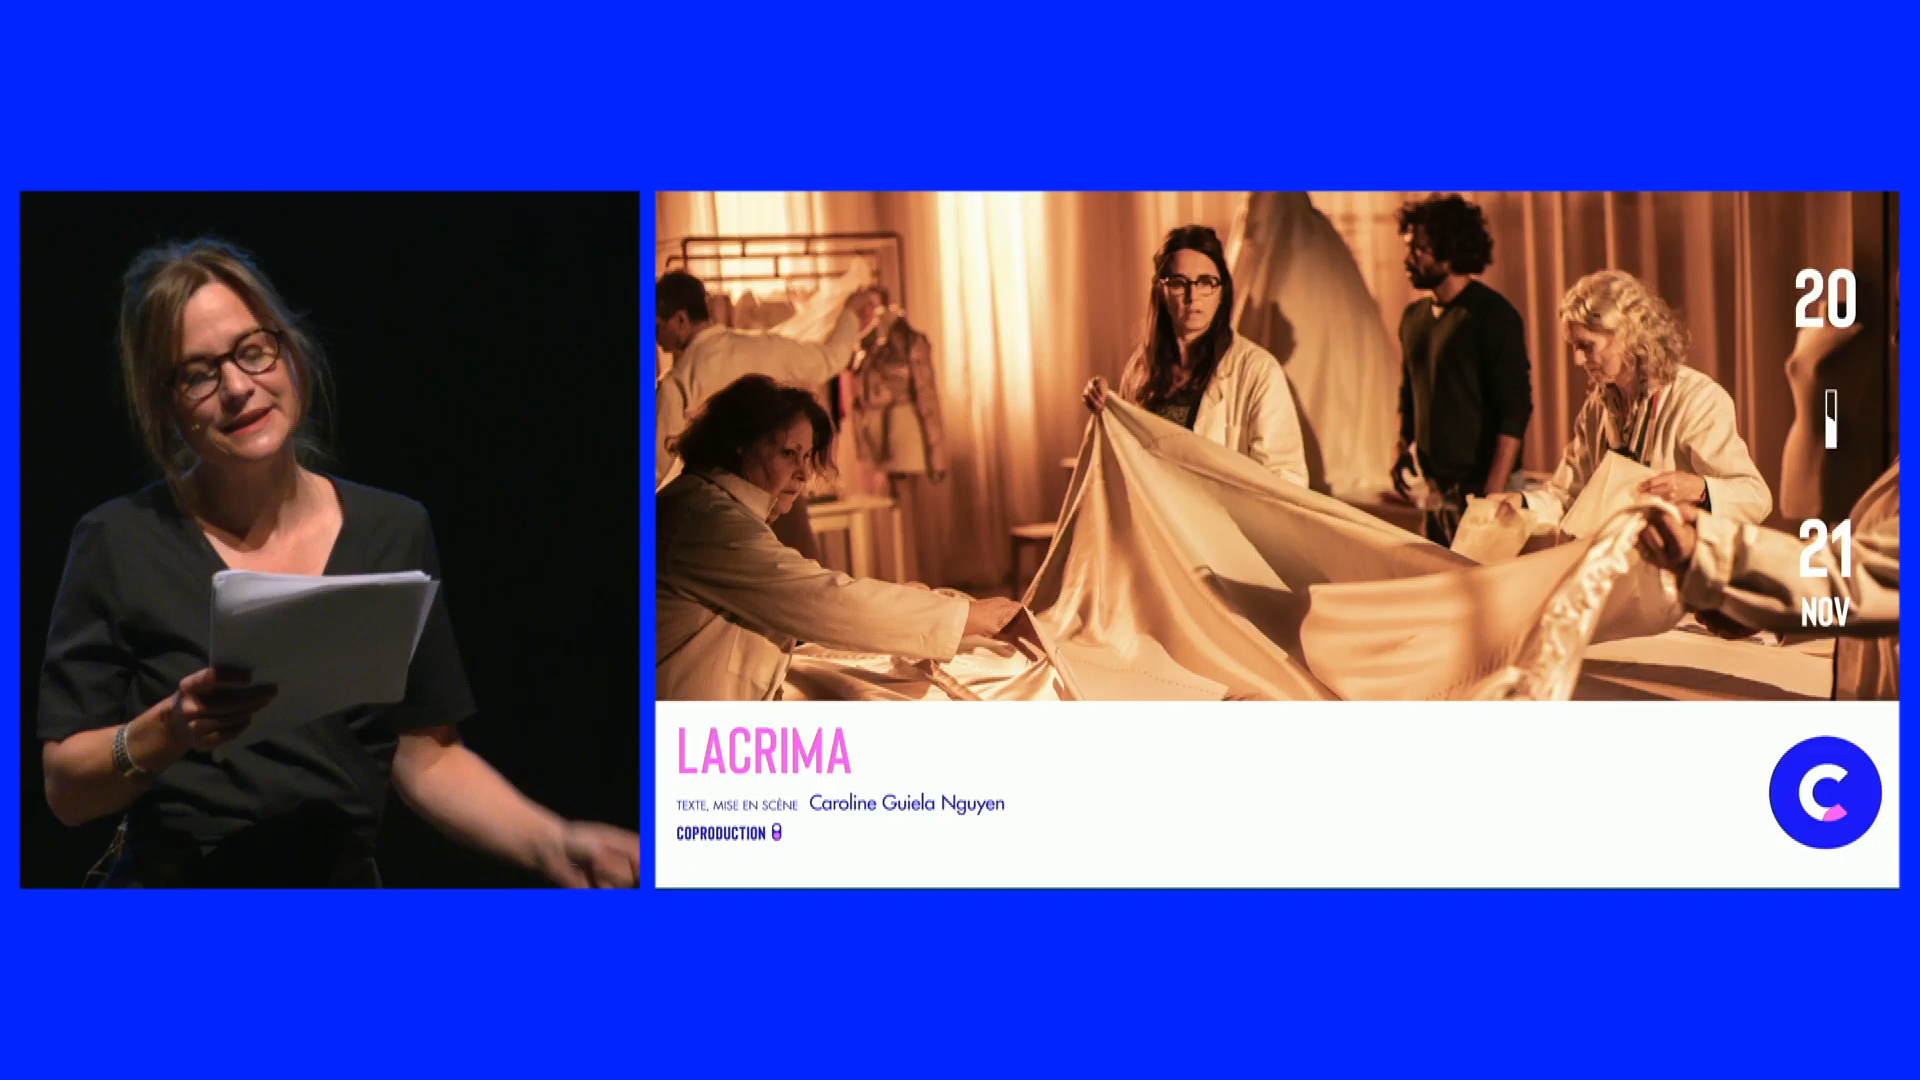 20
21
NOV
LACRIMA
TEXTE, MISE EN SCÈNE Caroline Guiela Nguyen
COPRODUCTION
C